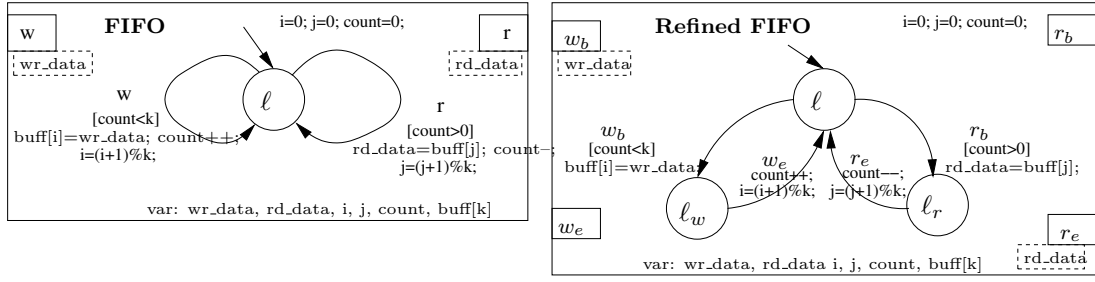 FIFO
i=0; j=0; count=0;
w
r
wr_data
rd_data
ℓ
w
[count<k]
buff[i]=wr_data; count++;
i=(i+1)%k;
r
[count>0]
rd_data=buff[j]; count–;
j=(j+1)%k;
var: wr_data, rd_data, i, j, count, buff[k]
Refined FIFO
i=0; j=0; count=0;
w_b
r_b
wr_data
ℓ
w_b
[count<k]
buff[i]=wr_data;
w_e
count++;
i=(i+1)%k;
r_e
count−−;
j=(j+1)%k;
r_b
[count>0]
rd_data=buff[j];
ℓ_w
ℓ_r
w_e
r_e
rd_data
var: wr_data, rd_data i, j, count, buff[k]